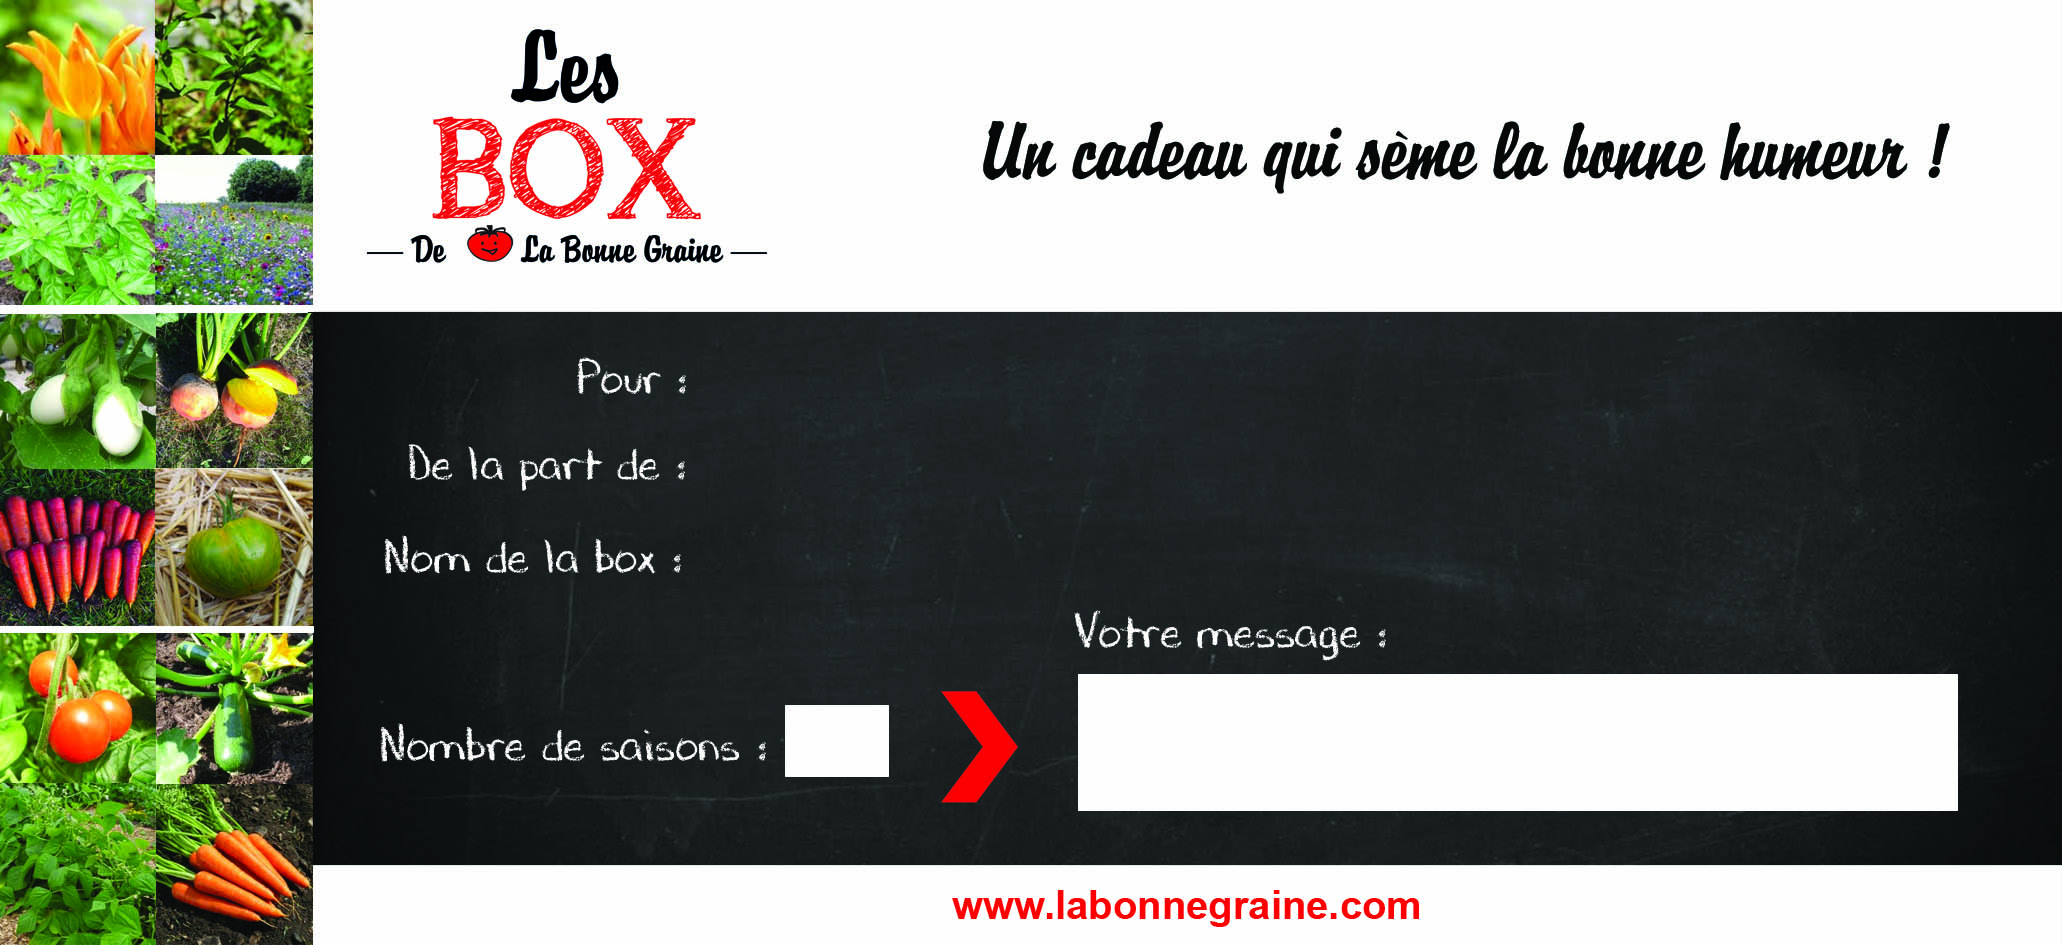 Les
BOX
De La Bonne Graine
Un cadeau qui sème la bonne humeur !
Pour :
De la part de :
Nom de la box :
Votre message :
Nombre de saisons :
www.labonnegraine.com